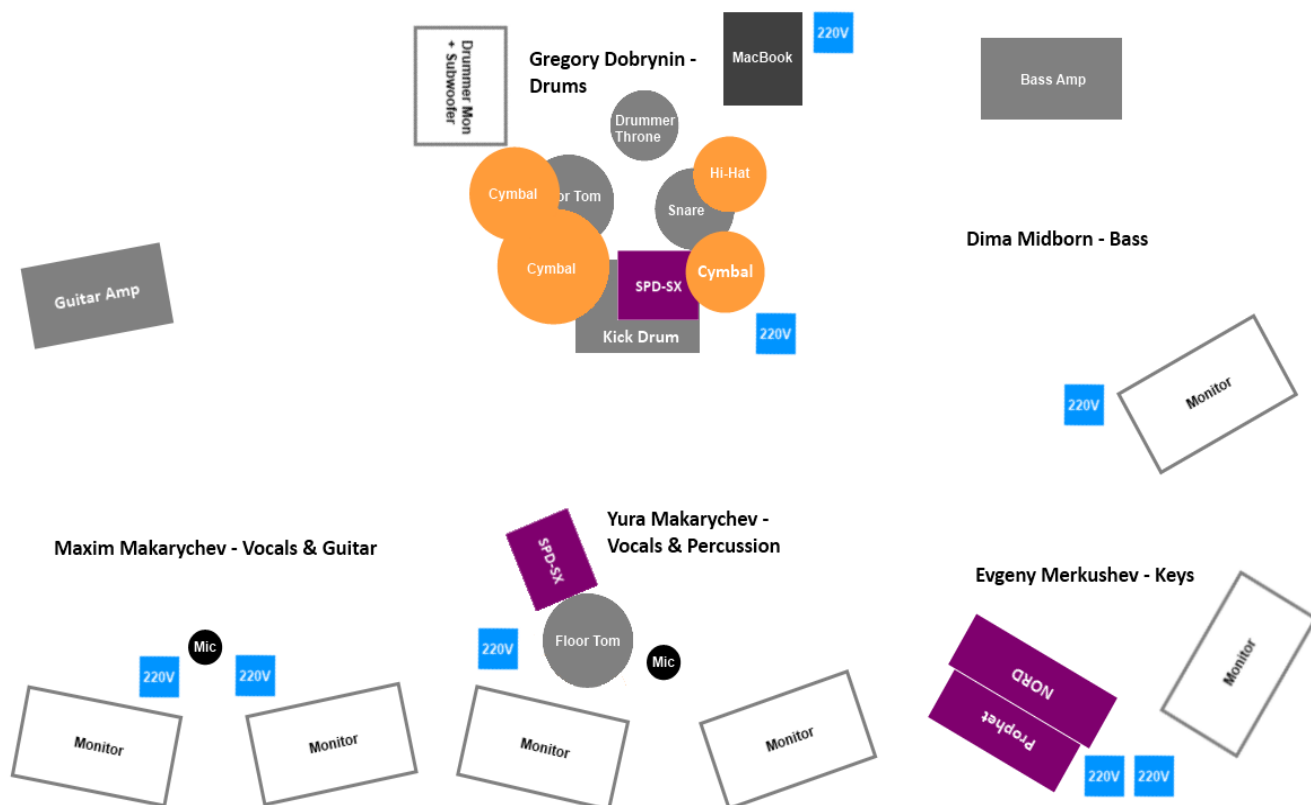 Drummer Mon
+ Subwoofer
Gregory Dobrynin -
Drums
MacBook
220V
Bass Amp
Drummer
Throne
Hi-Hat
Cymbal
or Tom
Snare
Dima Midborn - Bass
Cymbal
SPD-SX
Cymbal
Guitar Amp
Kick Drum
220V
Monitor
220V
Yura Makarychev -
Vocals & Percussion
Maxim Makarychev - Vocals & Guitar
SPD-SX
Evgeny Merkushev - Keys
Mic
220V
220V
220V
Floor Tom
Mic
NORD
Prophet
Monitor
Monitor
Monitor
Monitor
Monitor
220V
220V